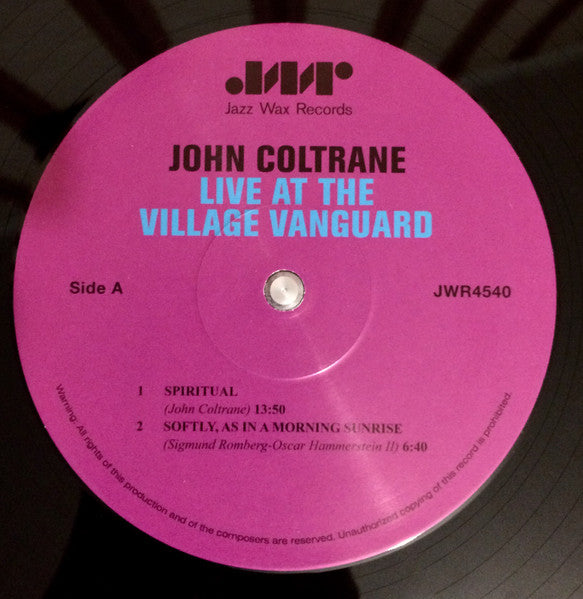 JWR
Jazz Wax Records
JOHN COLTRANE
LIVE AT THE
VILLAGE VANGUARD
Side A
JWR4540
1 SPIRITUAL
(John Coltrane) 13:50
2 SOFTLY, AS IN A MORNING SUNRISE
(Sigmund Romberg-Oscar Hammerstein II) 6:40
Warning: All rights of this production and of the composers are reserved. Unauthorized copying of this record is prohibited.